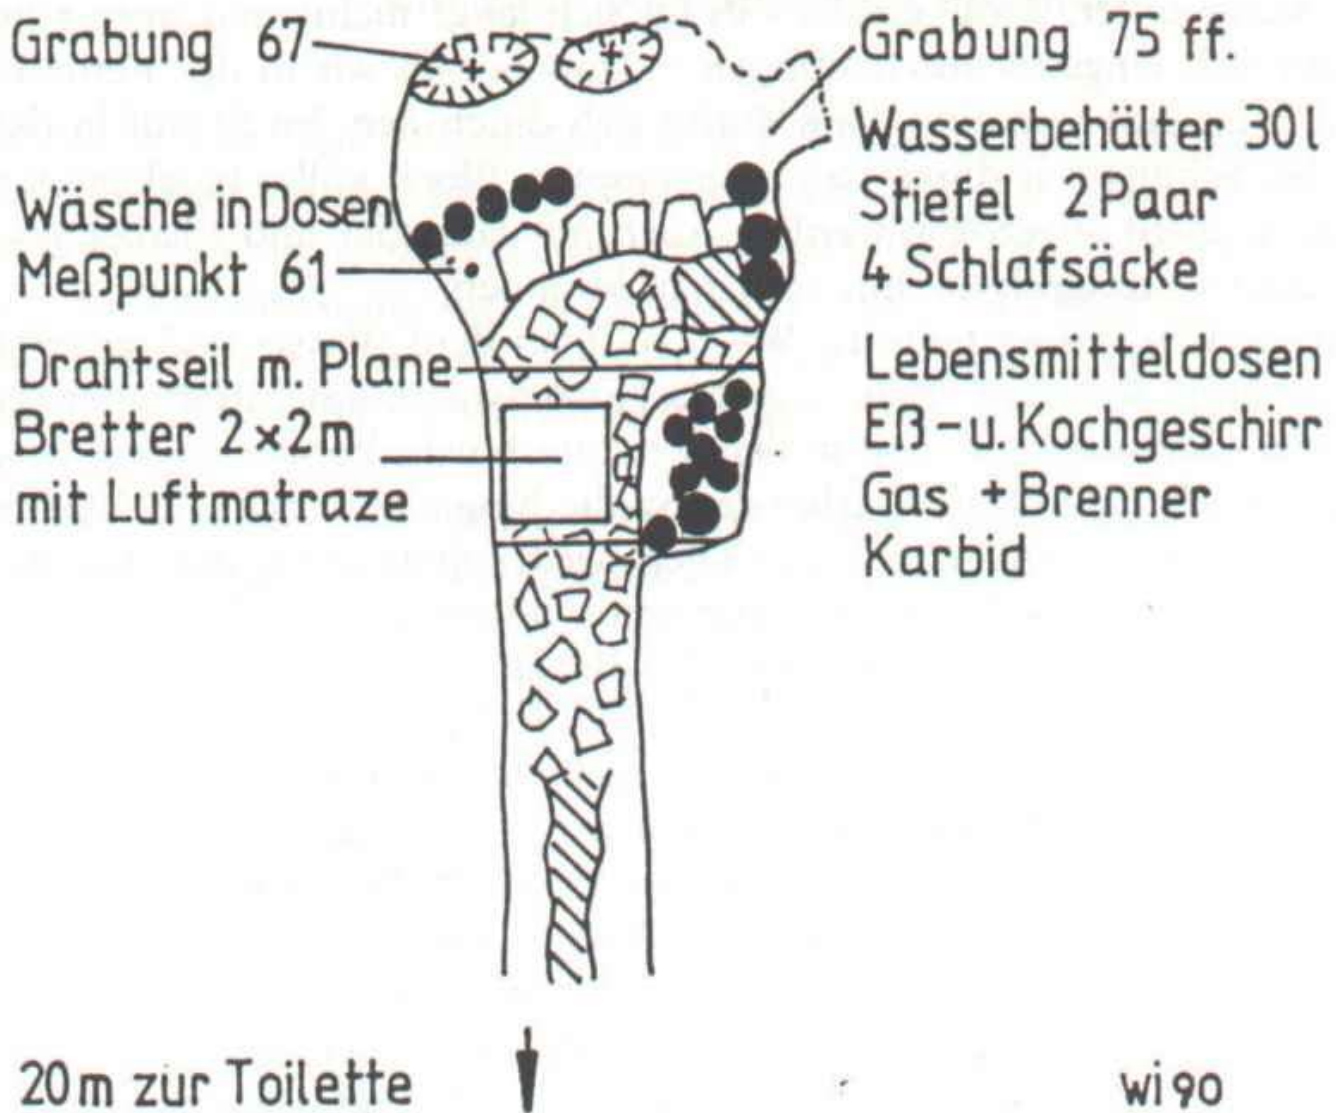 Grabung 67
Wäsche in Dosen
Meßpunkt 61
Drahtseil m. Plane
Bretter 2×2m
mit Luftmatraze
Grabung 75 ff.
Wasserbehälter 30l
Stiefel 2 Paar
4 Schlafsäcke
Lebensmitteldosen
Eß-u. Kochgeschirr
Gas + Brenner
Karbid
20m zur Toilette
wi 90